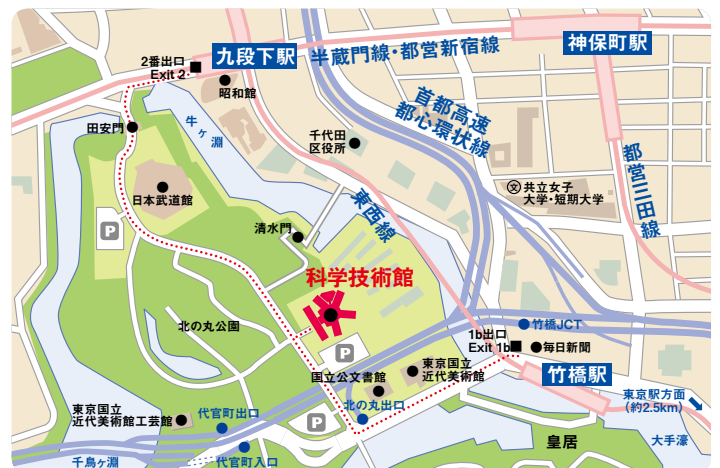 2番出口
Exit 2
九段下駅
半蔵門線・都営新宿線
神保町駅
昭和館
首都高速
都心環状線
田安門
牛ヶ淵
千代田
区役所
都営三田線
文
共立女子
大学・短期大学
日本武道館
東西線
P
清水門
科学技術館
北の丸公園
1b出口
Exit 1b
竹橋JCT
毎日新聞
P
国立公文書館
東京国立
近代美術館
竹橋駅
東京駅方面
(約2.5km)
東京国立
近代美術館工芸館
代官町出口
P
北の丸出口
皇居
大手濠
千鳥ヶ淵
代官町入口